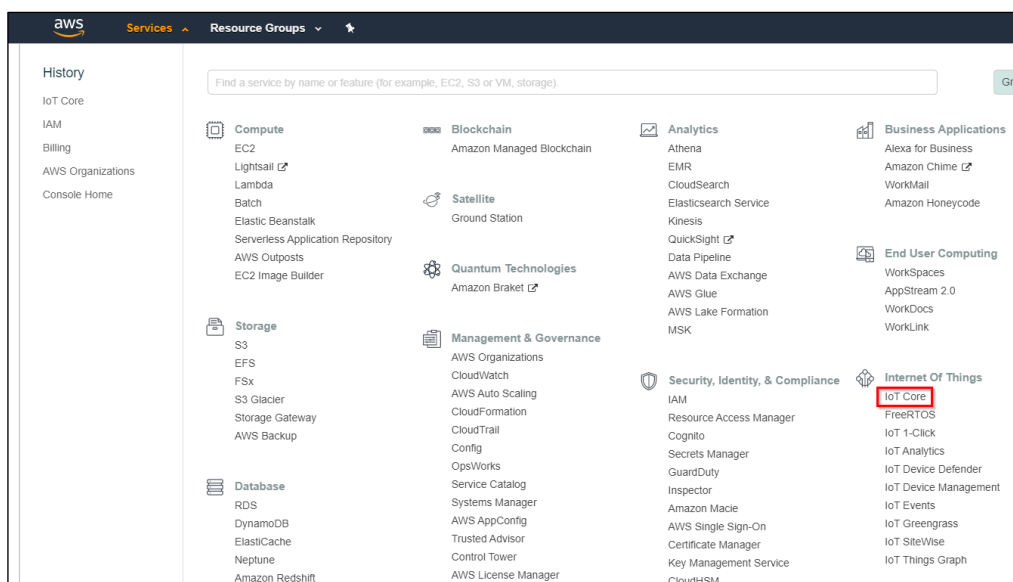 aws
Services
Resource Groups
History
IoT Core
IAM
Billing
AWS Organizations
Console Home
Find a service by name or feature (for example, EC2, S3 or VM, storage).
Gr
Compute
EC2
Lightsail
Lambda
Batch
Elastic Beanstalk
Serverless Application Repository
AWS Outposts
EC2 Image Builder
Storage
S3
EFS
FSx
S3 Glacier
Storage Gateway
AWS Backup
Database
RDS
DynamoDB
ElastiCache
Neptune
Amazon Redshift
Blockchain
Amazon Managed Blockchain
Satellite
Ground Station
Quantum Technologies
Amazon Braket
Management & Governance
AWS Organizations
CloudWatch
AWS Auto Scaling
CloudFormation
CloudTrail
Config
OpsWorks
Service Catalog
Systems Manager
AWS AppConfig
Trusted Advisor
Control Tower
AWS License Manager
Analytics
Athena
EMR
CloudSearch
Elasticsearch Service
Kinesis
QuickSight
Data Pipeline
AWS Data Exchange
AWS Glue
AWS Lake Formation
MSK
Security, Identity, & Compliance
IAM
Resource Access Manager
Cognito
Secrets Manager
GuardDuty
Inspector
Amazon Macie
AWS Single Sign-On
Certificate Manager
Key Management Service
CloudHSM
Business Applications
Alexa for Business
Amazon Chime
WorkMail
Amazon Honeycode
End User Computing
WorkSpaces
AppStream 2.0
WorkDocs
WorkLink
Internet Of Things
IoT Core
FreeRTOS
IoT 1-Click
IoT Analytics
IoT Device Defender
IoT Device Management
IoT Events
IoT Greengrass
IoT SiteWise
IoT Things Graph